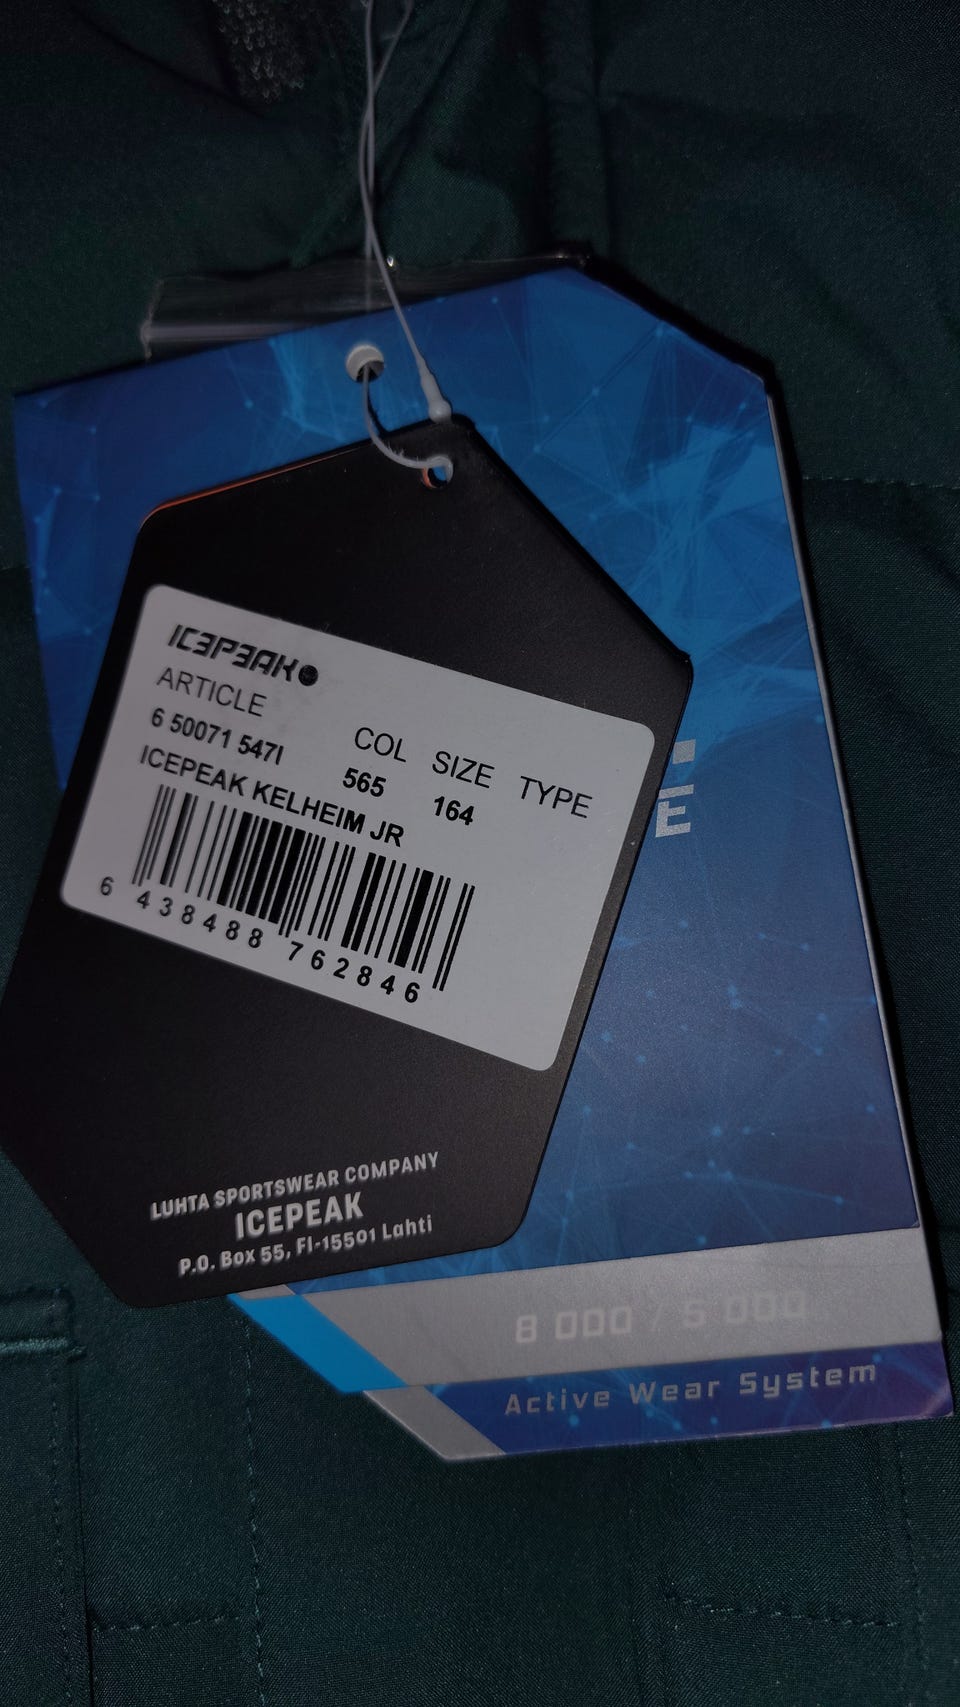 ICEPEAK
ARTICLE COL SIZE TYPE
6 50071 547I 565 164
ICEPEAK KELHEIM JR
6 438488 762846
LUHTA SPORTSWEAR COMPANY
ICEPEAK
P.O. Box 55, FI-15501 Lahti
E
8 000 / 5 000
Active Wear System